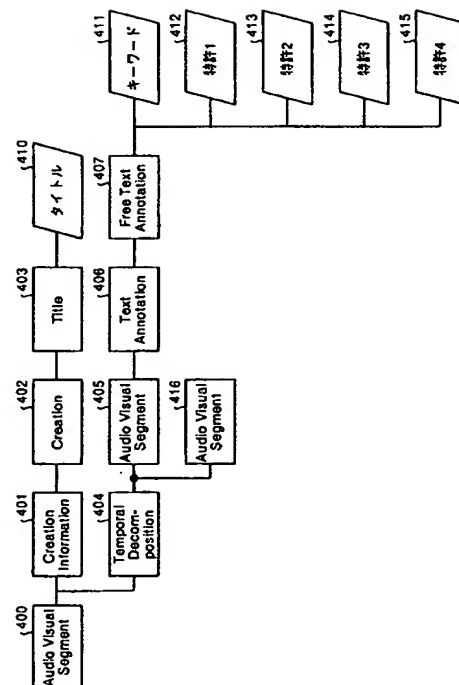 400
Audio Visual
Segment
401
Creation
Information
402
Creation
403
Title
410
タイトル
404
Temporal
Decom-
position
405
Audio Visual
Segment
406
Text
Annotation
407
Free Text
Annotation
411
キーワード
412
特許1
413
特許2
414
特許3
415
特許4
416
Audio Visual
Segment